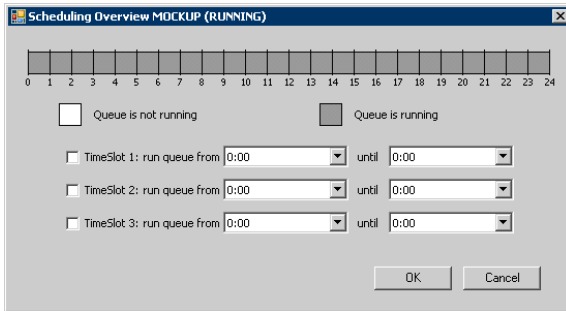 Scheduling Overview MOCKUP (RUNNING)
0 1 2 3 4 5 6 7 8 9 10 11 12 13 14 15 16 17 18 19 20 21 22 23 24
Queue is not running Queue is running
TimeSlot 1: run queue from 0:00 until 0:00
TimeSlot 2: run queue from 0:00 until 0:00
TimeSlot 3: run queue from 0:00 until 0:00
OK Cancel